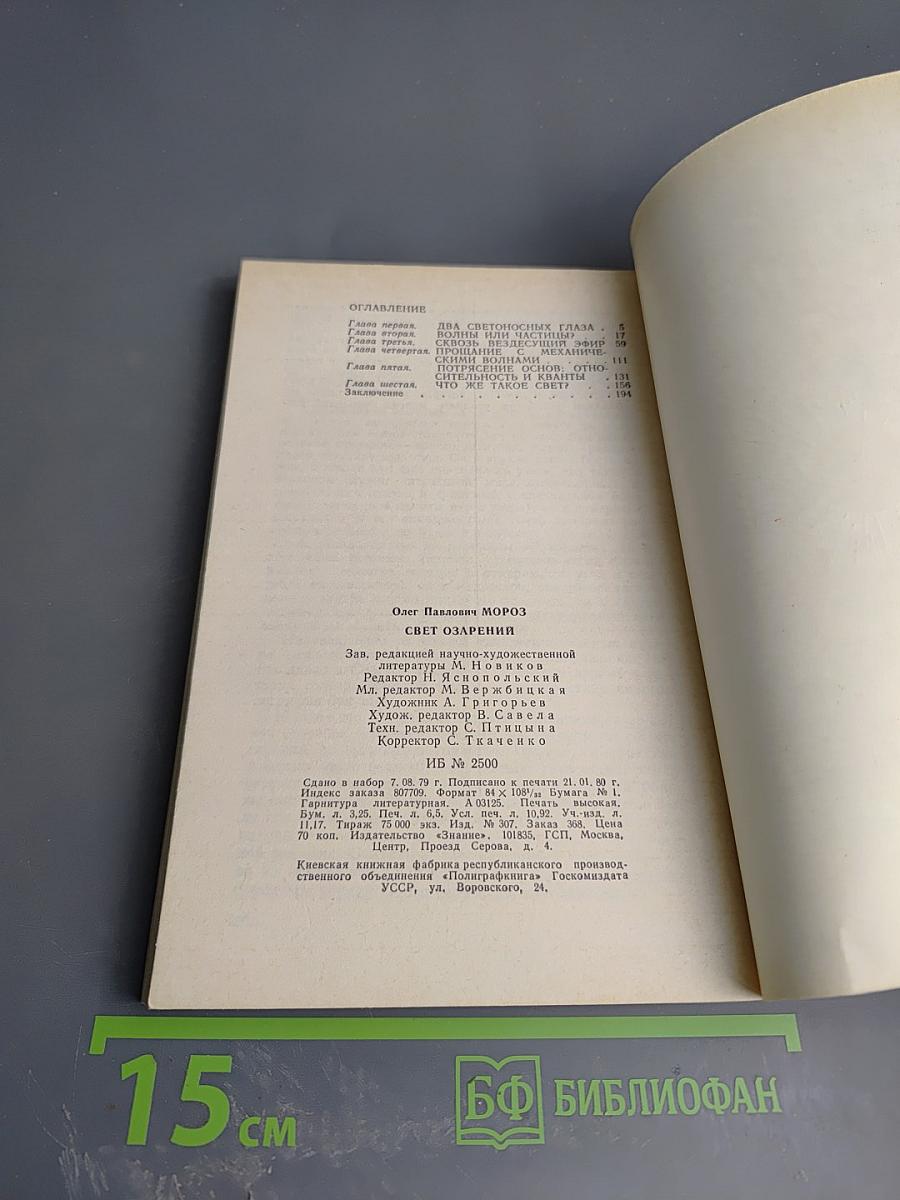 ОГЛАВЛЕНИЕ
Глава первая. ДВА СВЕТОНОСНЫХ ГЛАЗА . 5
Глава вторая. ВОЛНЫ ИЛИ ЧАСТИЦЫ? . . 17
Глава третья. СКВОЗЬ ВЕЗДЕСУЩИЙ ЭФИР 59
Глава четвертая. ПРОЩАНИЕ С МЕХАНИЧЕ-
СКИМИ ВОЛНАМИ . . . . 111
Глава пятая. ПОТРЯСЕНИЕ ОСНОВ: ОТНО-
СИТЕЛЬНОСТЬ И КВАНТЫ . . 131
Глава шестая. ЧТО ЖЕ ТАКОЕ СВЕТ? . . 156
Заключение . . . . . . . . . . 194
Олег Павлович МОРОЗ
СВЕТ ОЗАРЕНИЙ
Зав. редакцией научно-художественной
литературы М. Новиков
Редактор Н. Яснопольский
Мл. редактор М. Вержбицкая
Художник А. Григорьев
Худож. редактор В. Савела
Техн. редактор С. Птицына
Корректор С. Ткаченко
ИБ № 2500
Сдано в набор 7.08.79 г. Подписано к печати 21.01.80 г.
Индекс заказа 807709. Формат 84×108¹/₃₂ Бумага № 1.
Гарнитура литературная. А 03125. Печать высокая.
Бум. л. 3,25. Печ. л. 6,5. Усл. печ. л. 10,92. Уч.-изд. л.
11,17. Тираж 75 000 экз. Изд. № 307. Заказ 368. Цена
70 коп. Издательство «Знание». 101835, ГСП, Москва,
Центр, Проезд Серова, д. 4.
Киевская книжная фабрика республиканского производ-
ственного объединения «Полиграфкнига» Госкомиздата
УССР, ул. Воровского, 24.
15 см
БФ БИБЛИОФАН